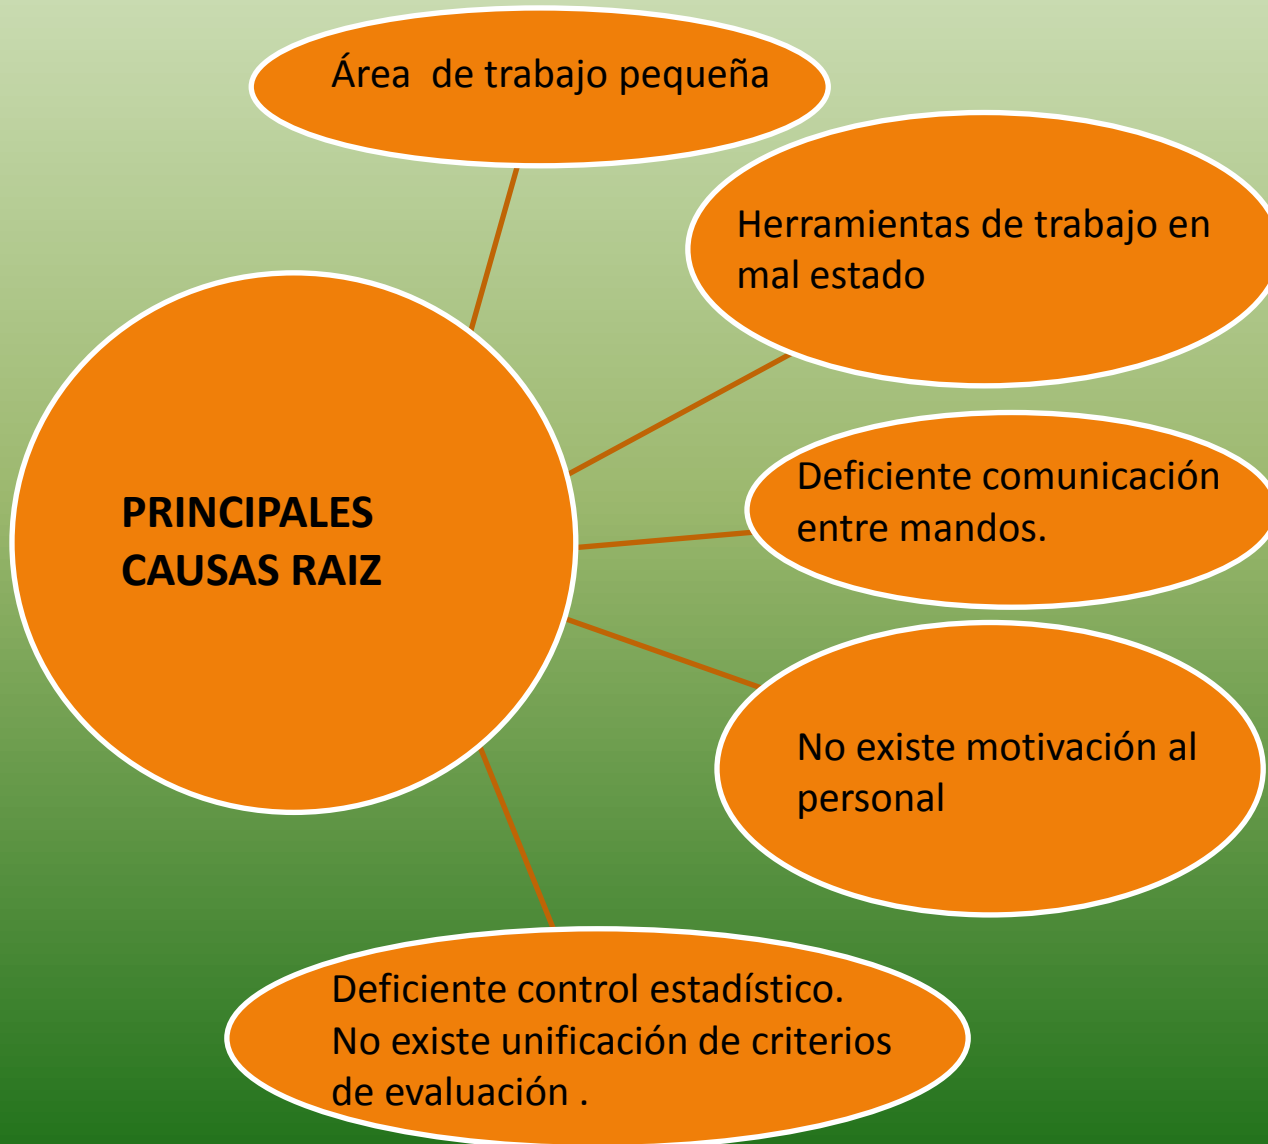 Área  de trabajo pequeña
Herramientas de trabajo en
mal estado
PRINCIPALES
CAUSAS RAIZ
Deficiente comunicación
entre mandos.
No existe motivación al
personal
Deficiente control estadístico.
No existe unificación de criterios
de evaluación .